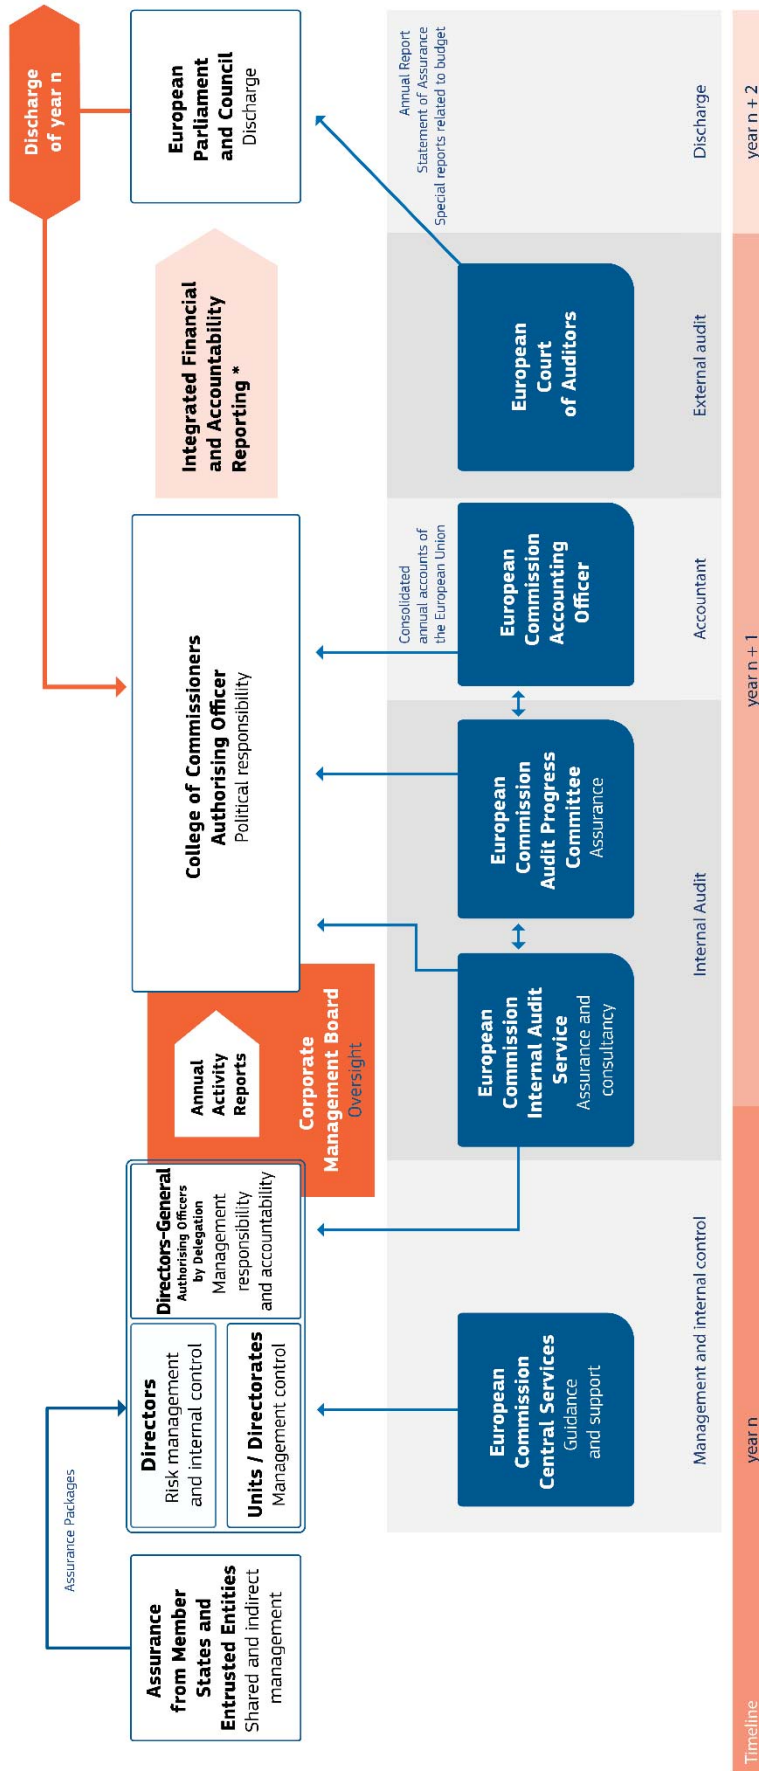 Assurance Packages
Assurance
from Member
States and
Entrusted Entities
Shared and indirect
management
Directors
Risk management
and internal control
Units / Directorates
Management control
Directors-General
Authorising Officers
by Delegation
Management
responsibility
and accountability
Annual
Activity
Reports
Corporate
Management Board
Oversight
College of Commissioners
Authorising Officer
Political responsibility
Integrated Financial
and Accountability
Reporting *
European
Parliament
and Council
Discharge
Discharge
of year n
European
Commission
Central Services
Guidance
and support
European
Commission
Internal Audit
Service
Assurance and
consultancy
European
Commission
Audit Progress
Committee
Assurance
Consolidated
annual accounts of
the European Union
European
Commission
Accounting
Officer
European
Court
of Auditors
Annual Report
Statement of Assurance
Special reports related to budget
Management and internal control
Internal Audit
Accountant
External audit
Discharge
Timeline
year n
year n + 1
year n + 2